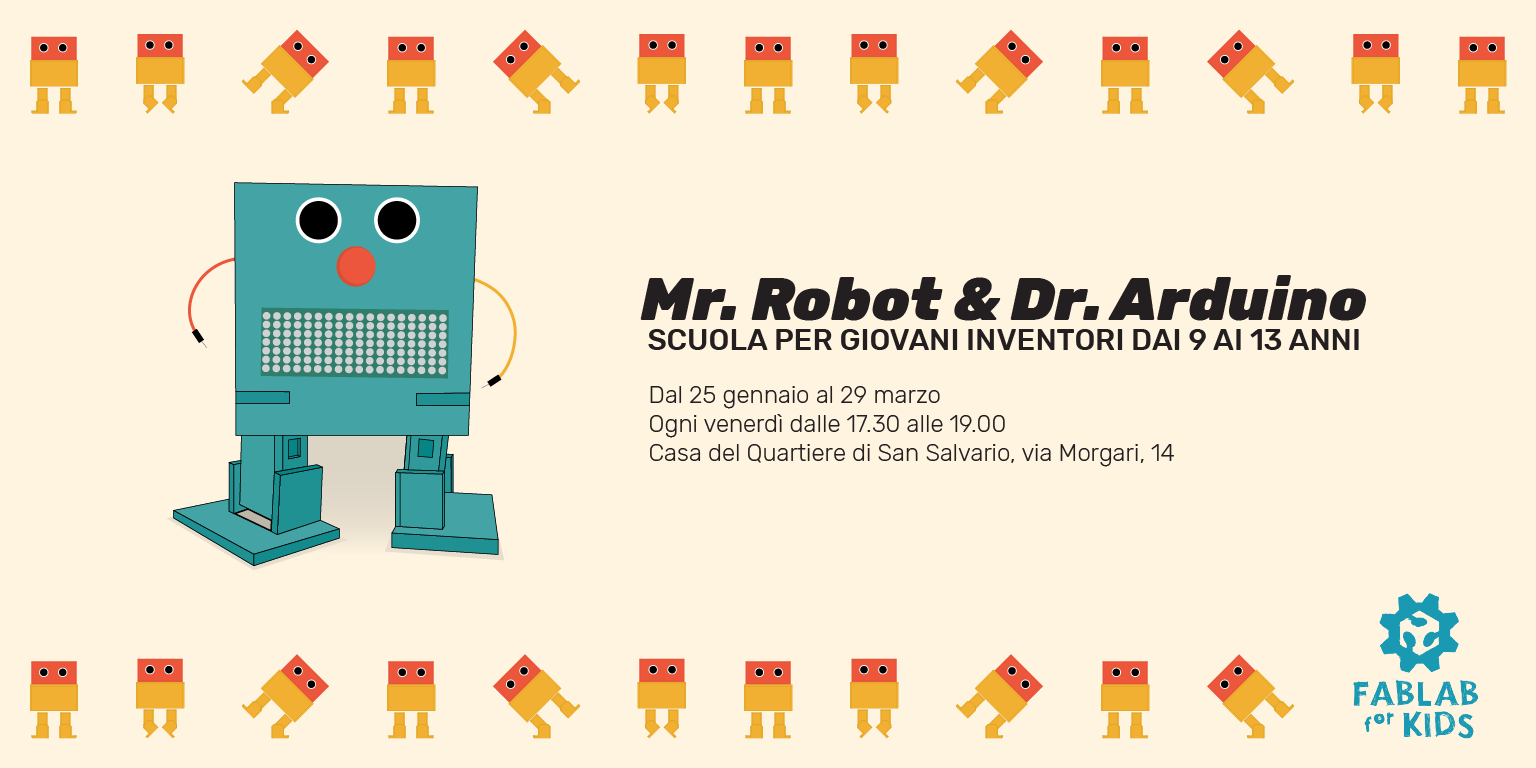 Mr. Robot & Dr. Arduino
SCUOLA PER GIOVANI INVENTORI DAI 9 AI 13 ANNI
Dal 25 gennaio al 29 marzo
Ogni venerdì dalle 17.30 alle 19.00
Casa del Quartiere di San Salvario, via Morgari, 14
FABLAB
for KIDS